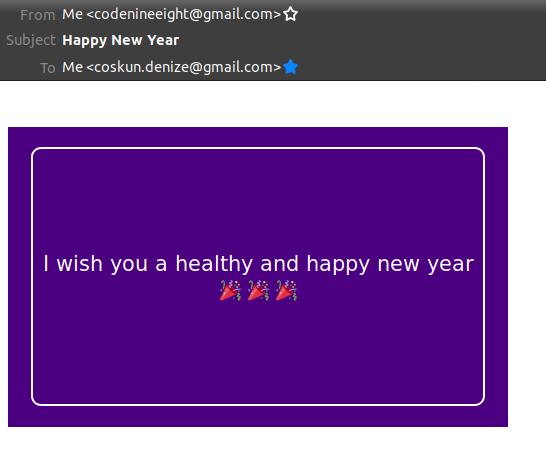 From Me <codenineeight@gmail.com>
Subject Happy New Year
To Me <coskun.denize@gmail.com>
I wish you a healthy and happy new year
🎉 🎉 🎉